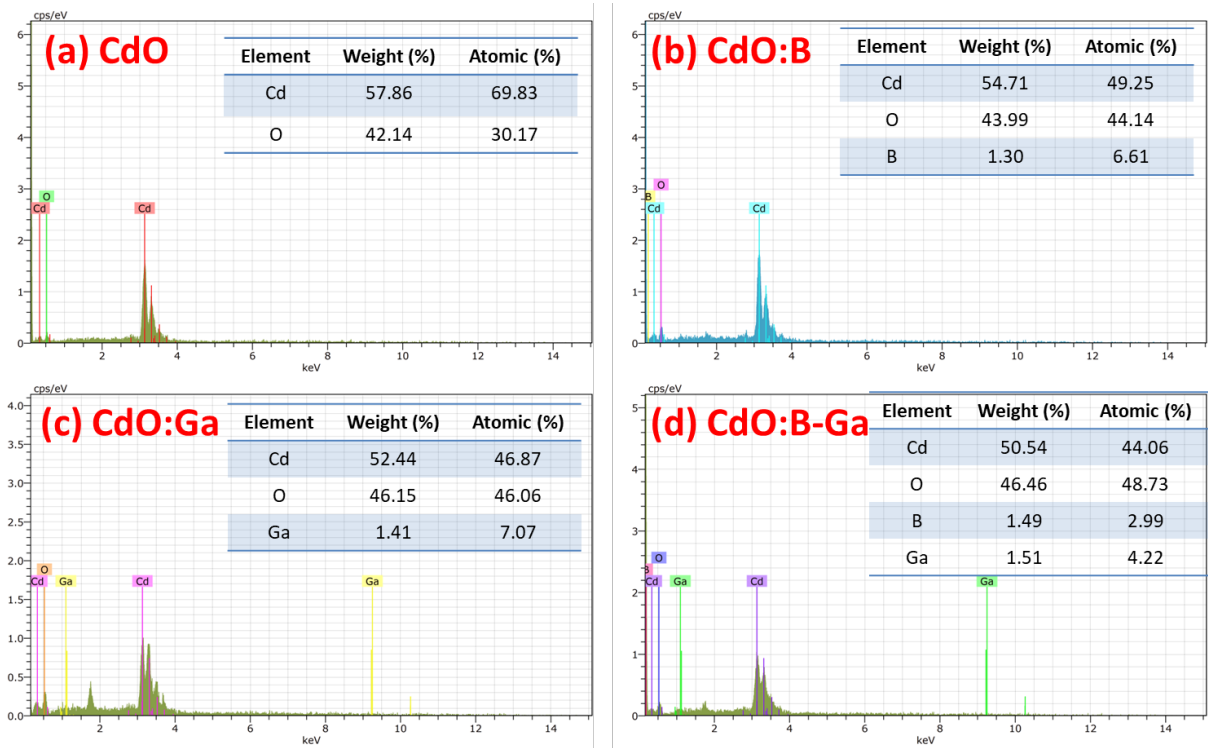 cps/eV
(a) CdO
Element Weight (%) Atomic (%)
Cd 57.86 69.83
O 42.14 30.17
6
5
4
3
2
1
0
O
Cd
Cd
2 4 6 8 10 12 14
keV
cps/eV
(b) CdO:B
Element Weight (%) Atomic (%)
Cd 54.71 49.25
O 43.99 44.14
B 1.30 6.61
6
5
4
3
2
1
0
O
B
Cd
Cd
2 4 6 8 10 12 14
keV
cps/eV
(c) CdO:Ga
Element Weight (%) Atomic (%)
Cd 52.44 46.87
O 46.15 46.06
Ga 1.41 7.07
4.0
3.5
3.0
2.5
2.0
1.5
1.0
0.5
0.0
O
Cd Ga Cd Ga
2 4 6 8 10 12 14
keV
cps/eV
(d) CdO:B-Ga
Element Weight (%) Atomic (%)
Cd 50.54 44.06
O 46.46 48.73
B 1.49 2.99
Ga 1.51 4.22
5
4
3
2
1
0
O
B
Cd Ga Cd Ga
2 4 6 8 10 12 14
keV